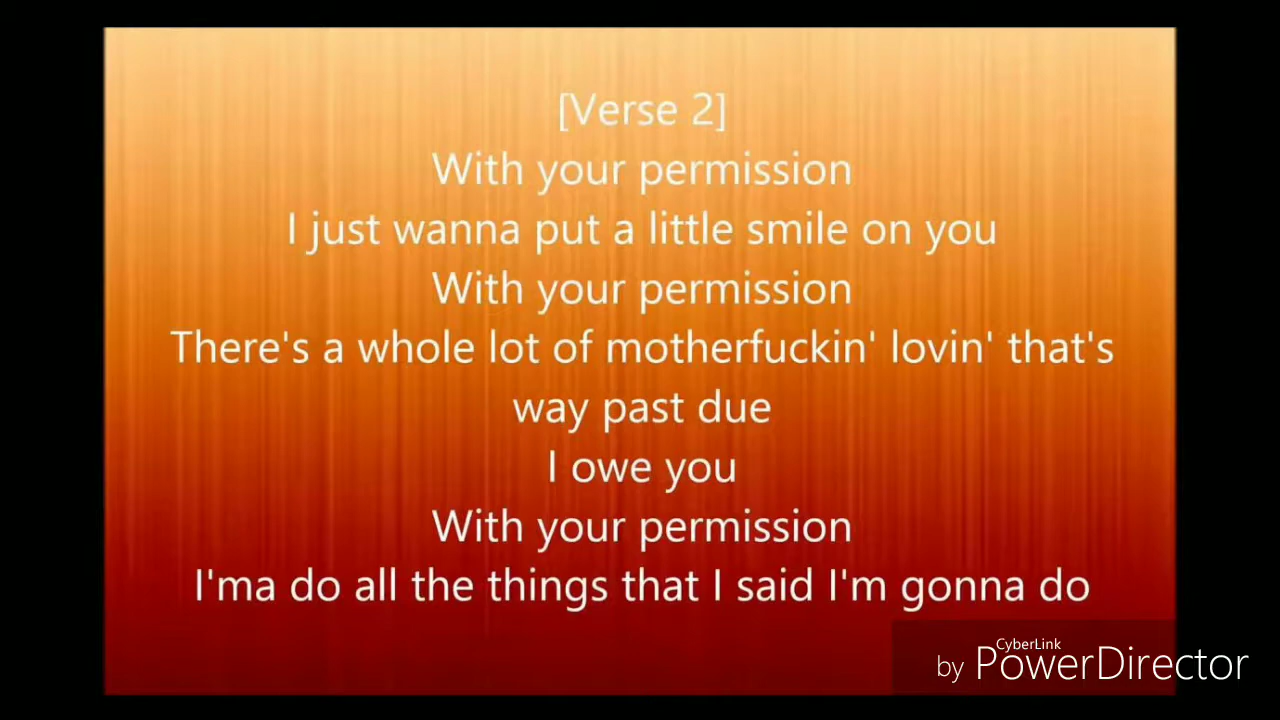 [Verse 2]
With your permission
I just wanna put a little smile on you
With your permission
There's a whole lot of motherfuckin' lovin' that's
way past due
I owe you
With your permission
I'ma do all the things that I said I'm gonna do
CyberLink
by PowerDirector